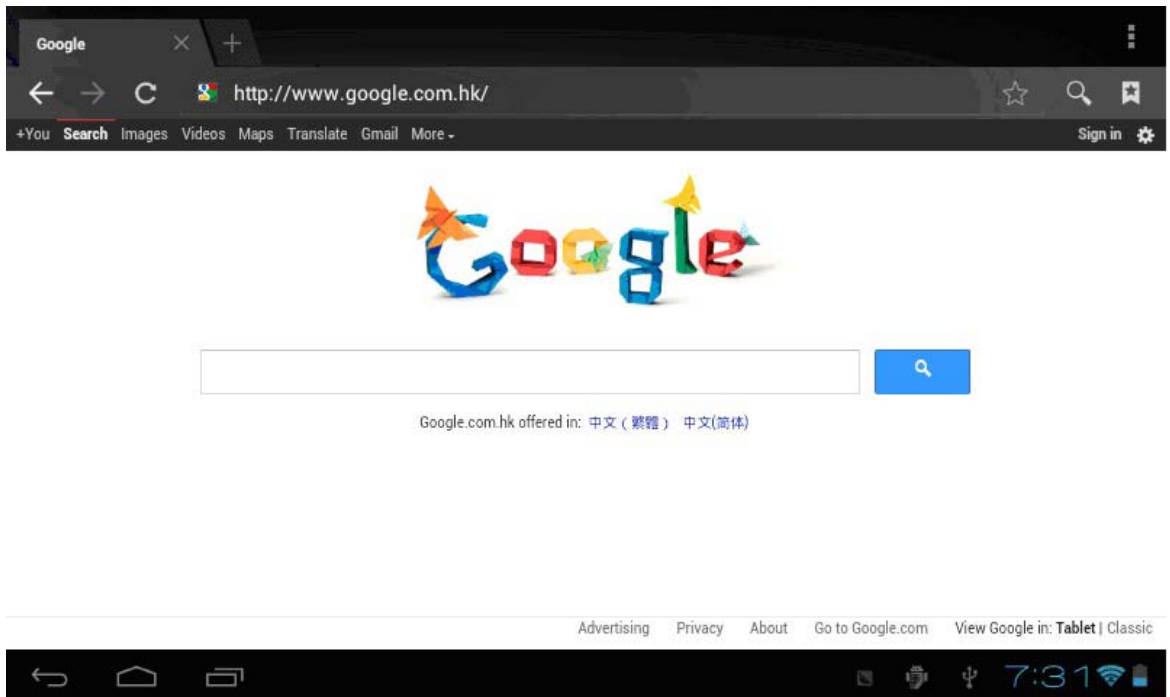 Google
http://www.google.com.hk/
+You Search Images Videos Maps Translate Gmail More Sign in
Google
Google.com.hk offered in: 中文（繁體） 中文(简体)
Advertising Privacy About Go to Google.com View Google in: Tablet | Classic
7:31